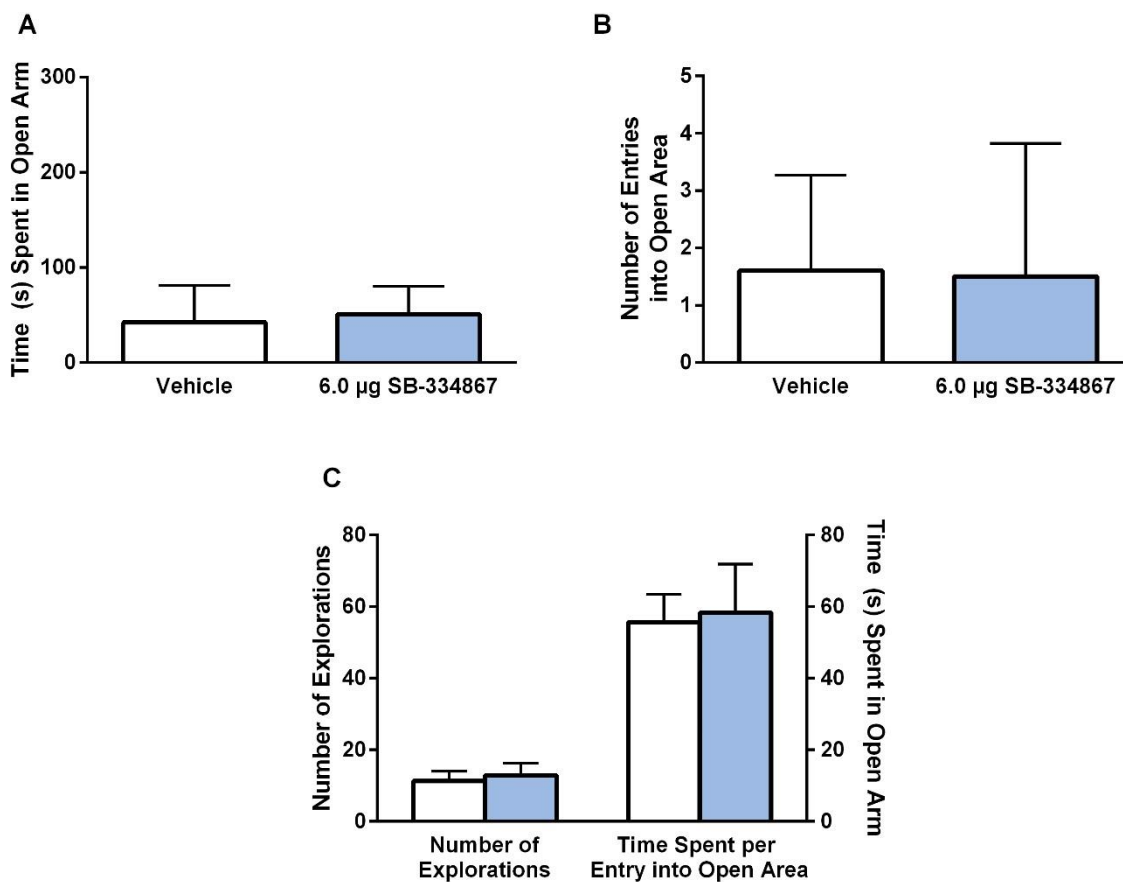 A
Time (s) Spent in Open Arm
300
200
100
0
Vehicle
6.0 µg SB-334867
B
Number of Entries
into Open Area
5
4
3
2
1
0
Vehicle
6.0 µg SB-334867
C
Number of Explorations
80
60
40
20
0
Number of
Explorations
Time Spent per
Entry into Open Area
80
60
40
20
0
Time (s) Spent in Open Arm